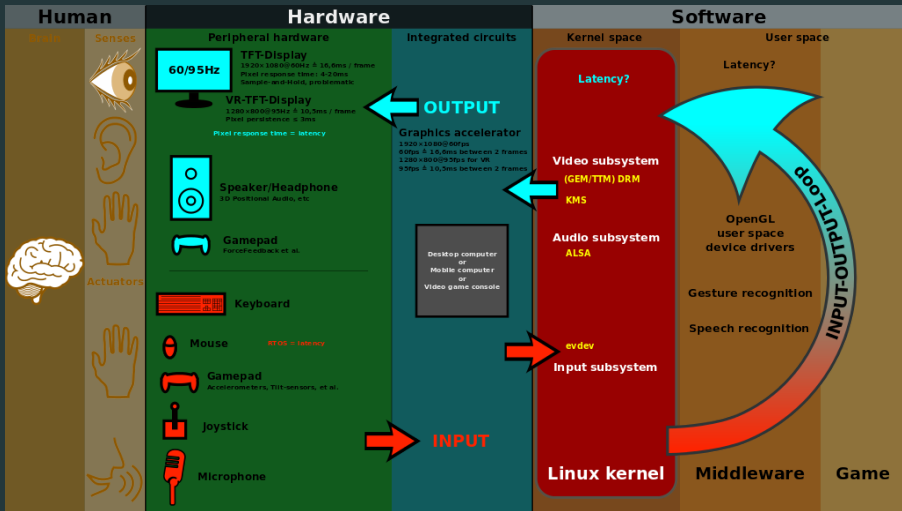 Human
Hardware
Software
Brain
Senses
Peripheral hardware
Integrated circuits
Kernel space
User space
60/95Hz
TFT-Display
1920×1080@60Hz ≙ 16,6ms / frame
Pixel response time: 4-20ms
Sample-and-Hold, problematic
VR-TFT-Display
1280×800@95Hz ≙ 10,5ms / frame
Pixel persistence ≤ 3ms
Pixel response time = latency
OUTPUT
Graphics accelerator
1920×1080@60fps
60fps ≙ 16,6ms between 2 frames
1280×800@95fps for VR
95fps ≙ 10,5ms between 2 frames
Latency?
Latency?
Video subsystem
(GEM/TTM) DRM
KMS
Speaker/Headphone
3D Positional Audio, etc
Gamepad
ForceFeedback et al.
Audio subsystem
ALSA
OpenGL
user space
device drivers
INPUT-OUTPUT-LOOP
Desktop computer
or
Mobile computer
or
Video game console
Actuators
Gesture recognition
Speech recognition
Keyboard
Mouse
RTOS = latency
evdev
Input subsystem
Gamepad
Accelerometers, Tilt-sensors, et al.
Joystick
INPUT
Microphone
Linux kernel
Middleware
Game